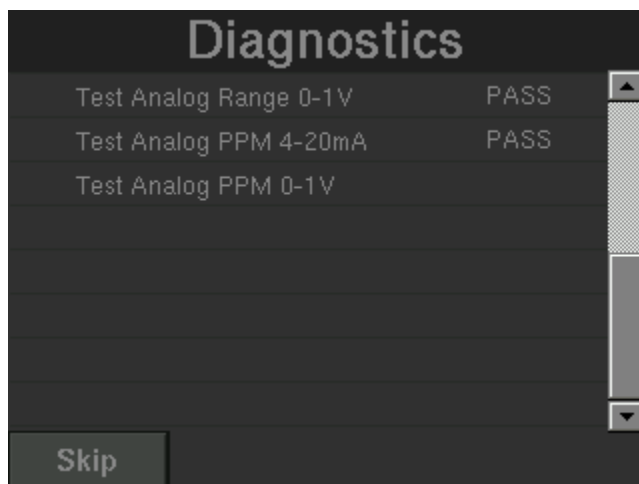 Diagnostics
Test Analog Range 0-1V PASS
Test Analog PPM 4-20mA PASS
Test Analog PPM 0-1V
Skip